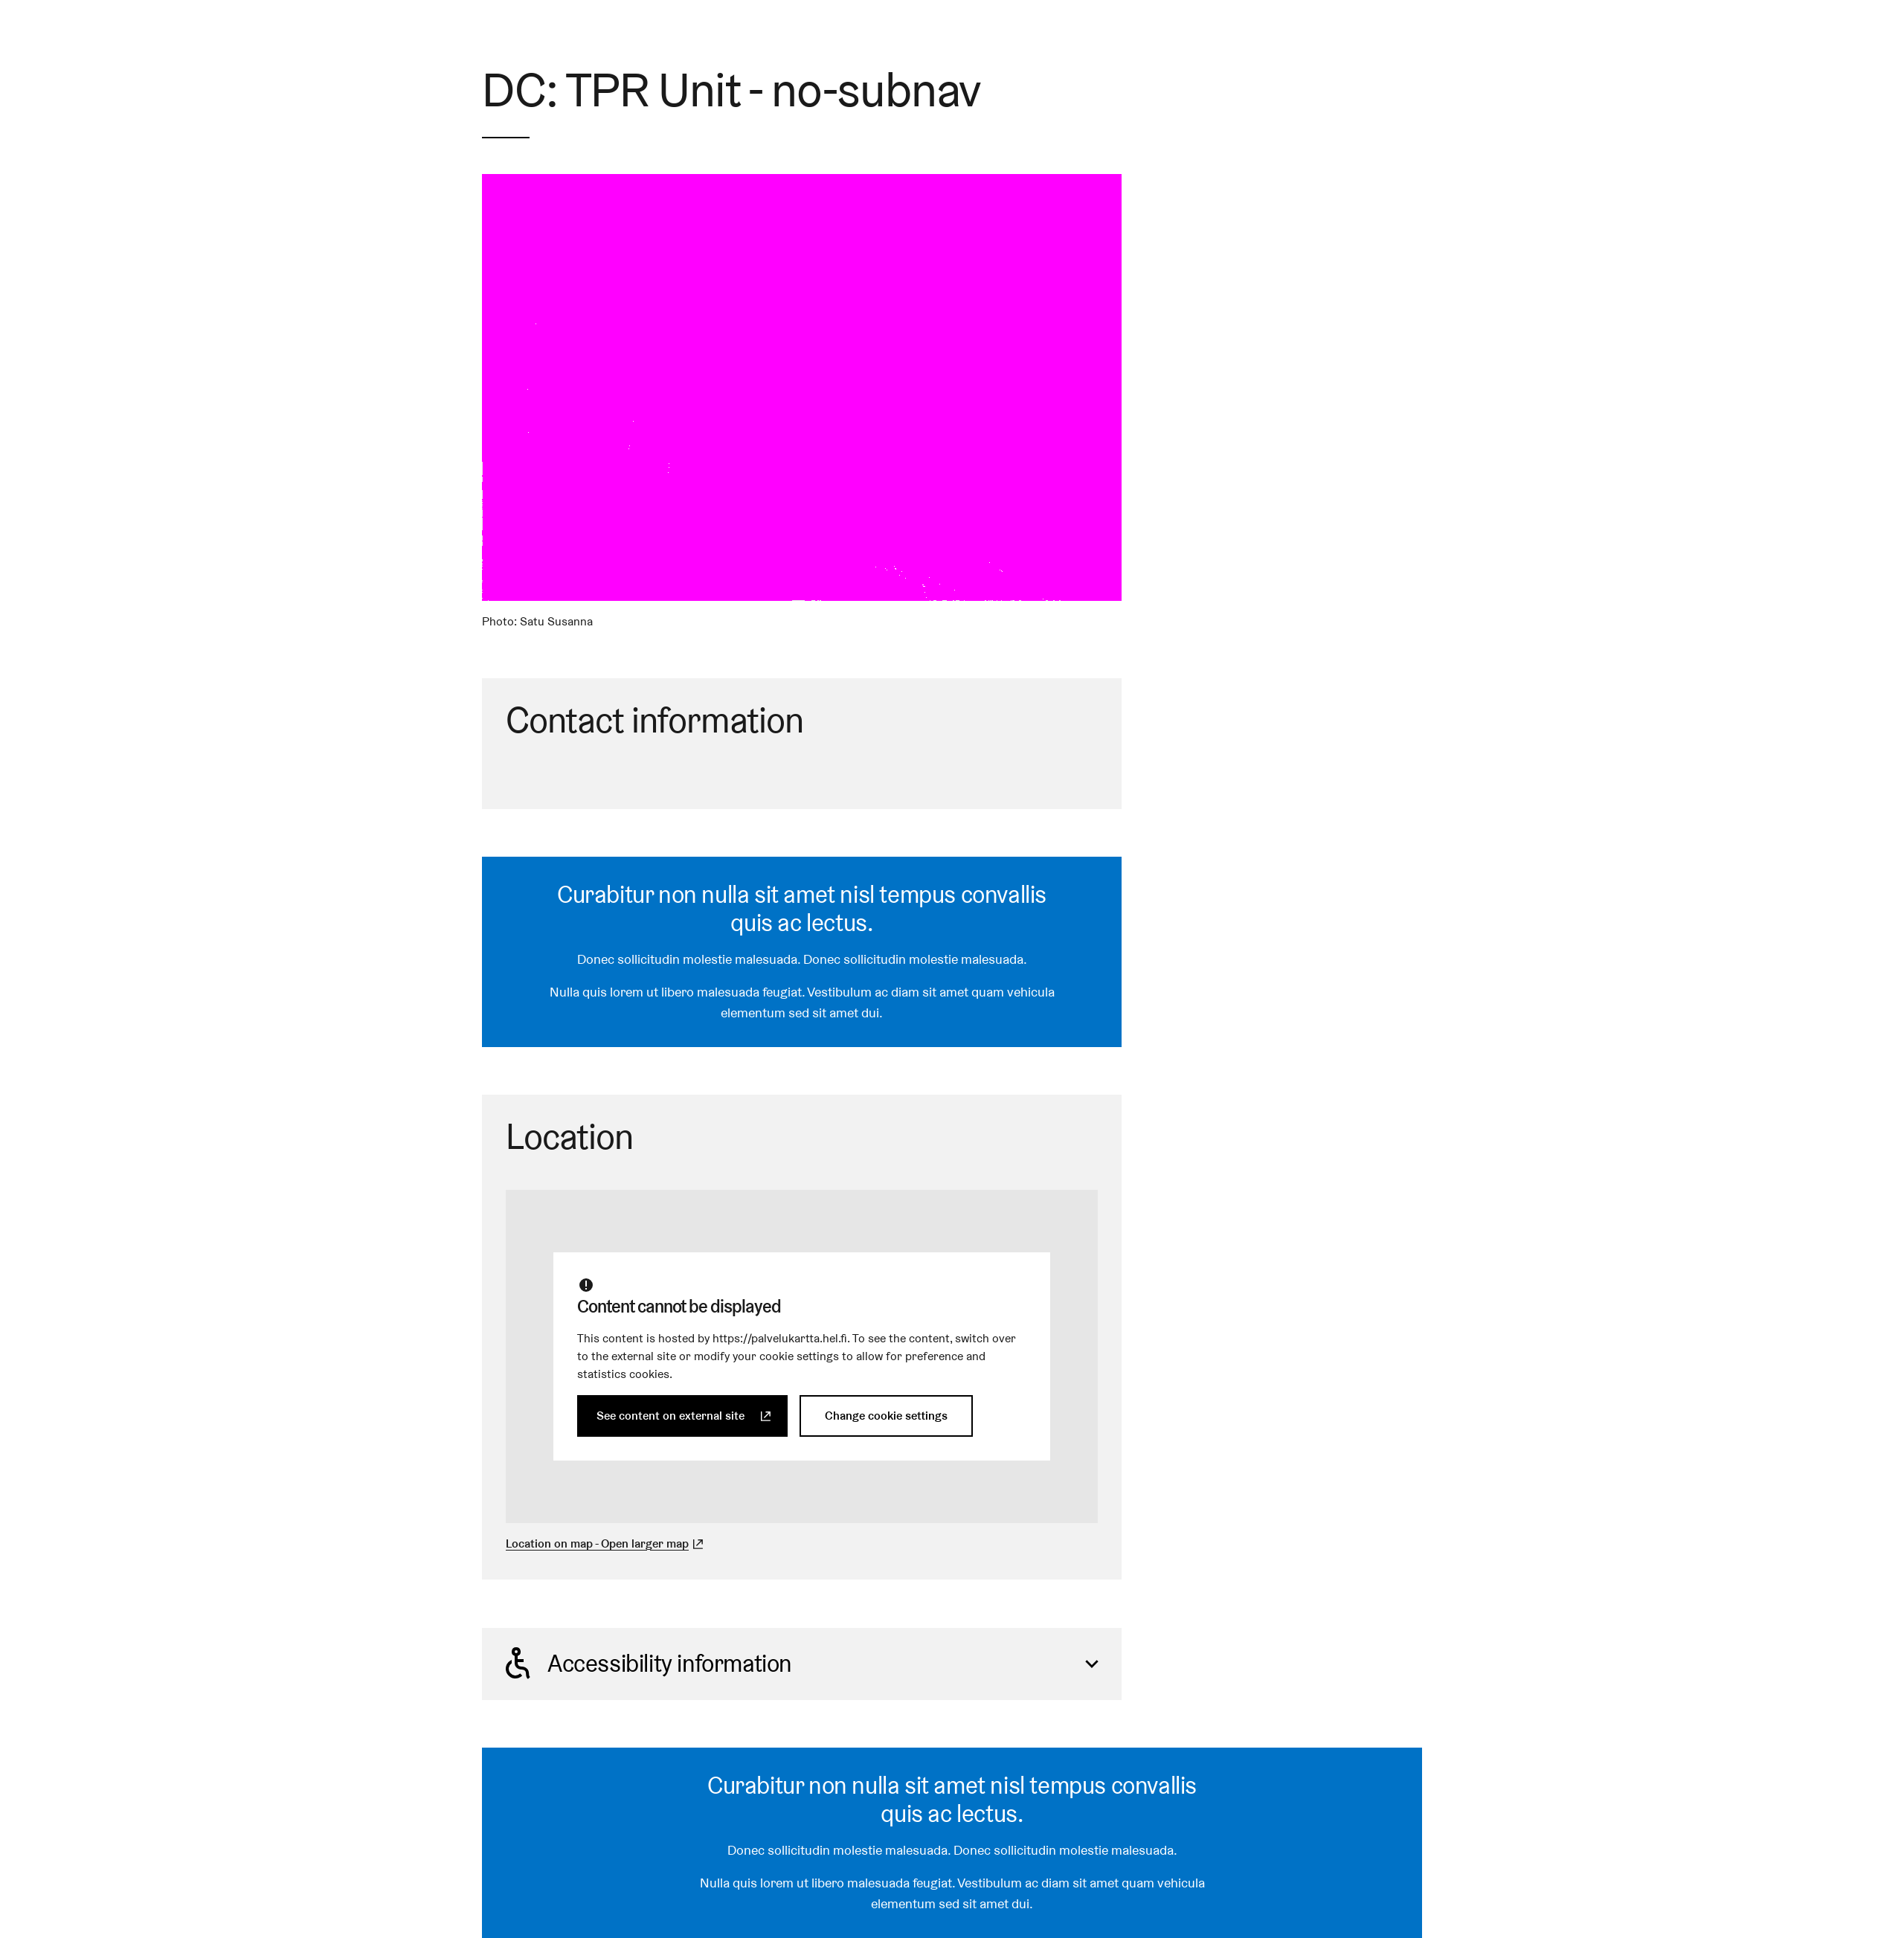 DC: TPR Unit - no-subnav
Photo: Satu Susanna
Contact information
Curabitur non nulla sit amet nisl tempus convallis
quis ac lectus.
Donec sollicitudin molestie malesuada. Donec sollicitudin molestie malesuada.
Nulla quis lorem ut libero malesuada feugiat. Vestibulum ac diam sit amet quam vehicula
elementum sed sit amet dui.
Location
Content cannot be displayed
This content is hosted by https://palvelukartta.hel.fi. To see the content, switch over
to the external site or modify your cookie settings to allow for preference and
statistics cookies.
See content on external site
Change cookie settings
Location on map - Open larger map
Accessibility information
Curabitur non nulla sit amet nisl tempus convallis
quis ac lectus.
Donec sollicitudin molestie malesuada. Donec sollicitudin molestie malesuada.
Nulla quis lorem ut libero malesuada feugiat. Vestibulum ac diam sit amet quam vehicula
elementum sed sit amet dui.